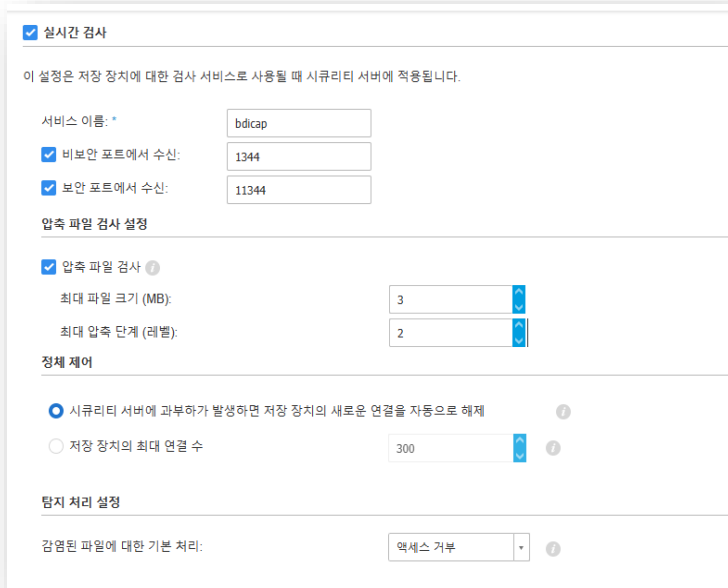 실시간 검사
이 설정은 저장 장치에 대한 검사 서비스로 사용될 때 시큐리티 서버에 적용됩니다.
서비스 이름: * bdicap
비보안 포트에서 수신: 1344
보안 포트에서 수신: 11344
압축 파일 검사 설정
압축 파일 검사 i
최대 파일 크기 (MB): 3
최대 압축 단계 (레벨): 2
정체 제어
시큐리티 서버에 과부하가 발생하면 저장 장치의 새로운 연결을 자동으로 해제 i
저장 장치의 최대 연결 수 300 i
탐지 처리 설정
감염된 파일에 대한 기본 처리: 액세스 거부 i